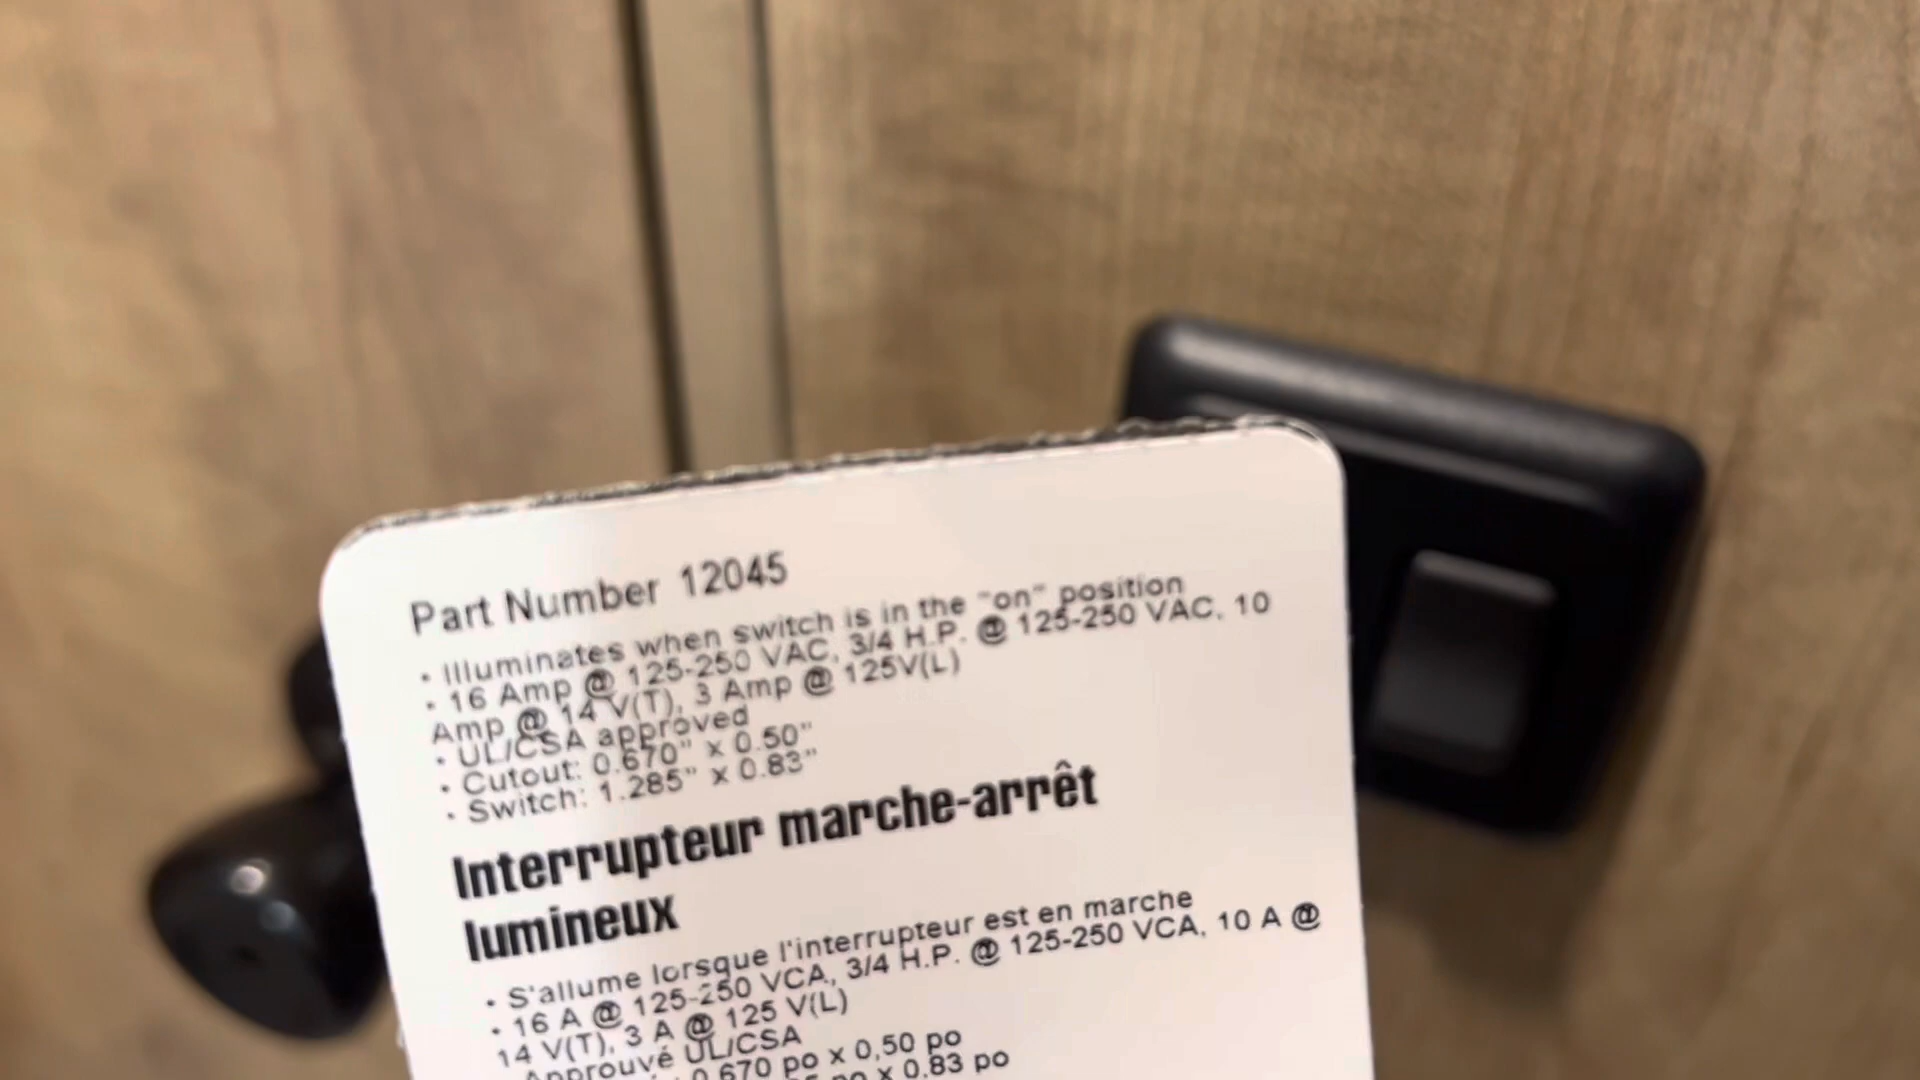 Part Number 12045
• Illuminates when switch is in the "on" position
• 16 Amp @ 125-250 VAC, 3/4 H.P. @ 125-250 VAC, 10
Amp @ 14 V(T), 3 Amp @ 125V(L)
• UL/CSA approved
• Cutout: 0.670" x 0.50"
• Switch: 1.285" x 0.83"
Interrupteur marche-arrêt
lumineux
• S'allume lorsque l'interrupteur est en marche
• 16 A @ 125-250 VCA, 3/4 H.P. @ 125-250 VCA, 10 A @
14 V(T), 3 A @ 125 V(L)
Approuvé UL/CSA
0.670 po x 0,50 po
po x 0.83 po